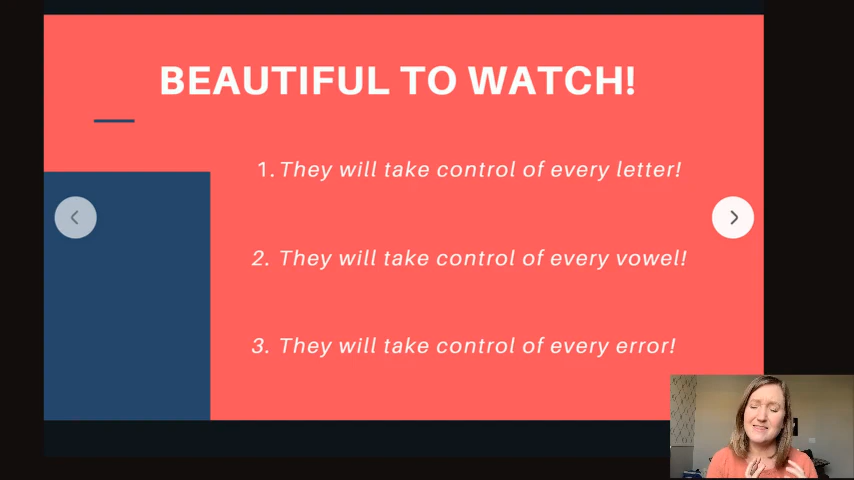 BEAUTIFUL TO WATCH!
1. They will take control of every letter!
2. They will take control of every vowel!
3. They will take control of every error!